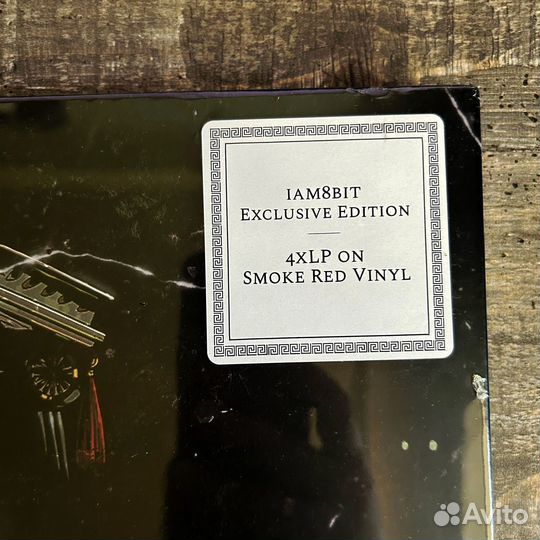 IAM8BIT
EXCLUSIVE EDITION
4XLP ON
SMOKE RED VINYL
Avito